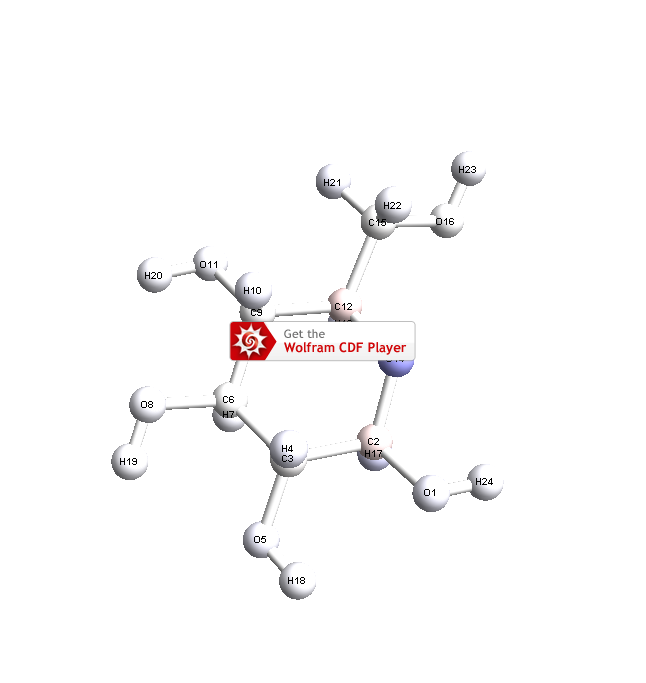 H23
H21
H22
C15
O16
O11
H20
H10
C12
C9
Get the
Wolfram CDF Player
C6
O8
H7
C2
H4
H17
C3
H19
H24
O1
O5
H18